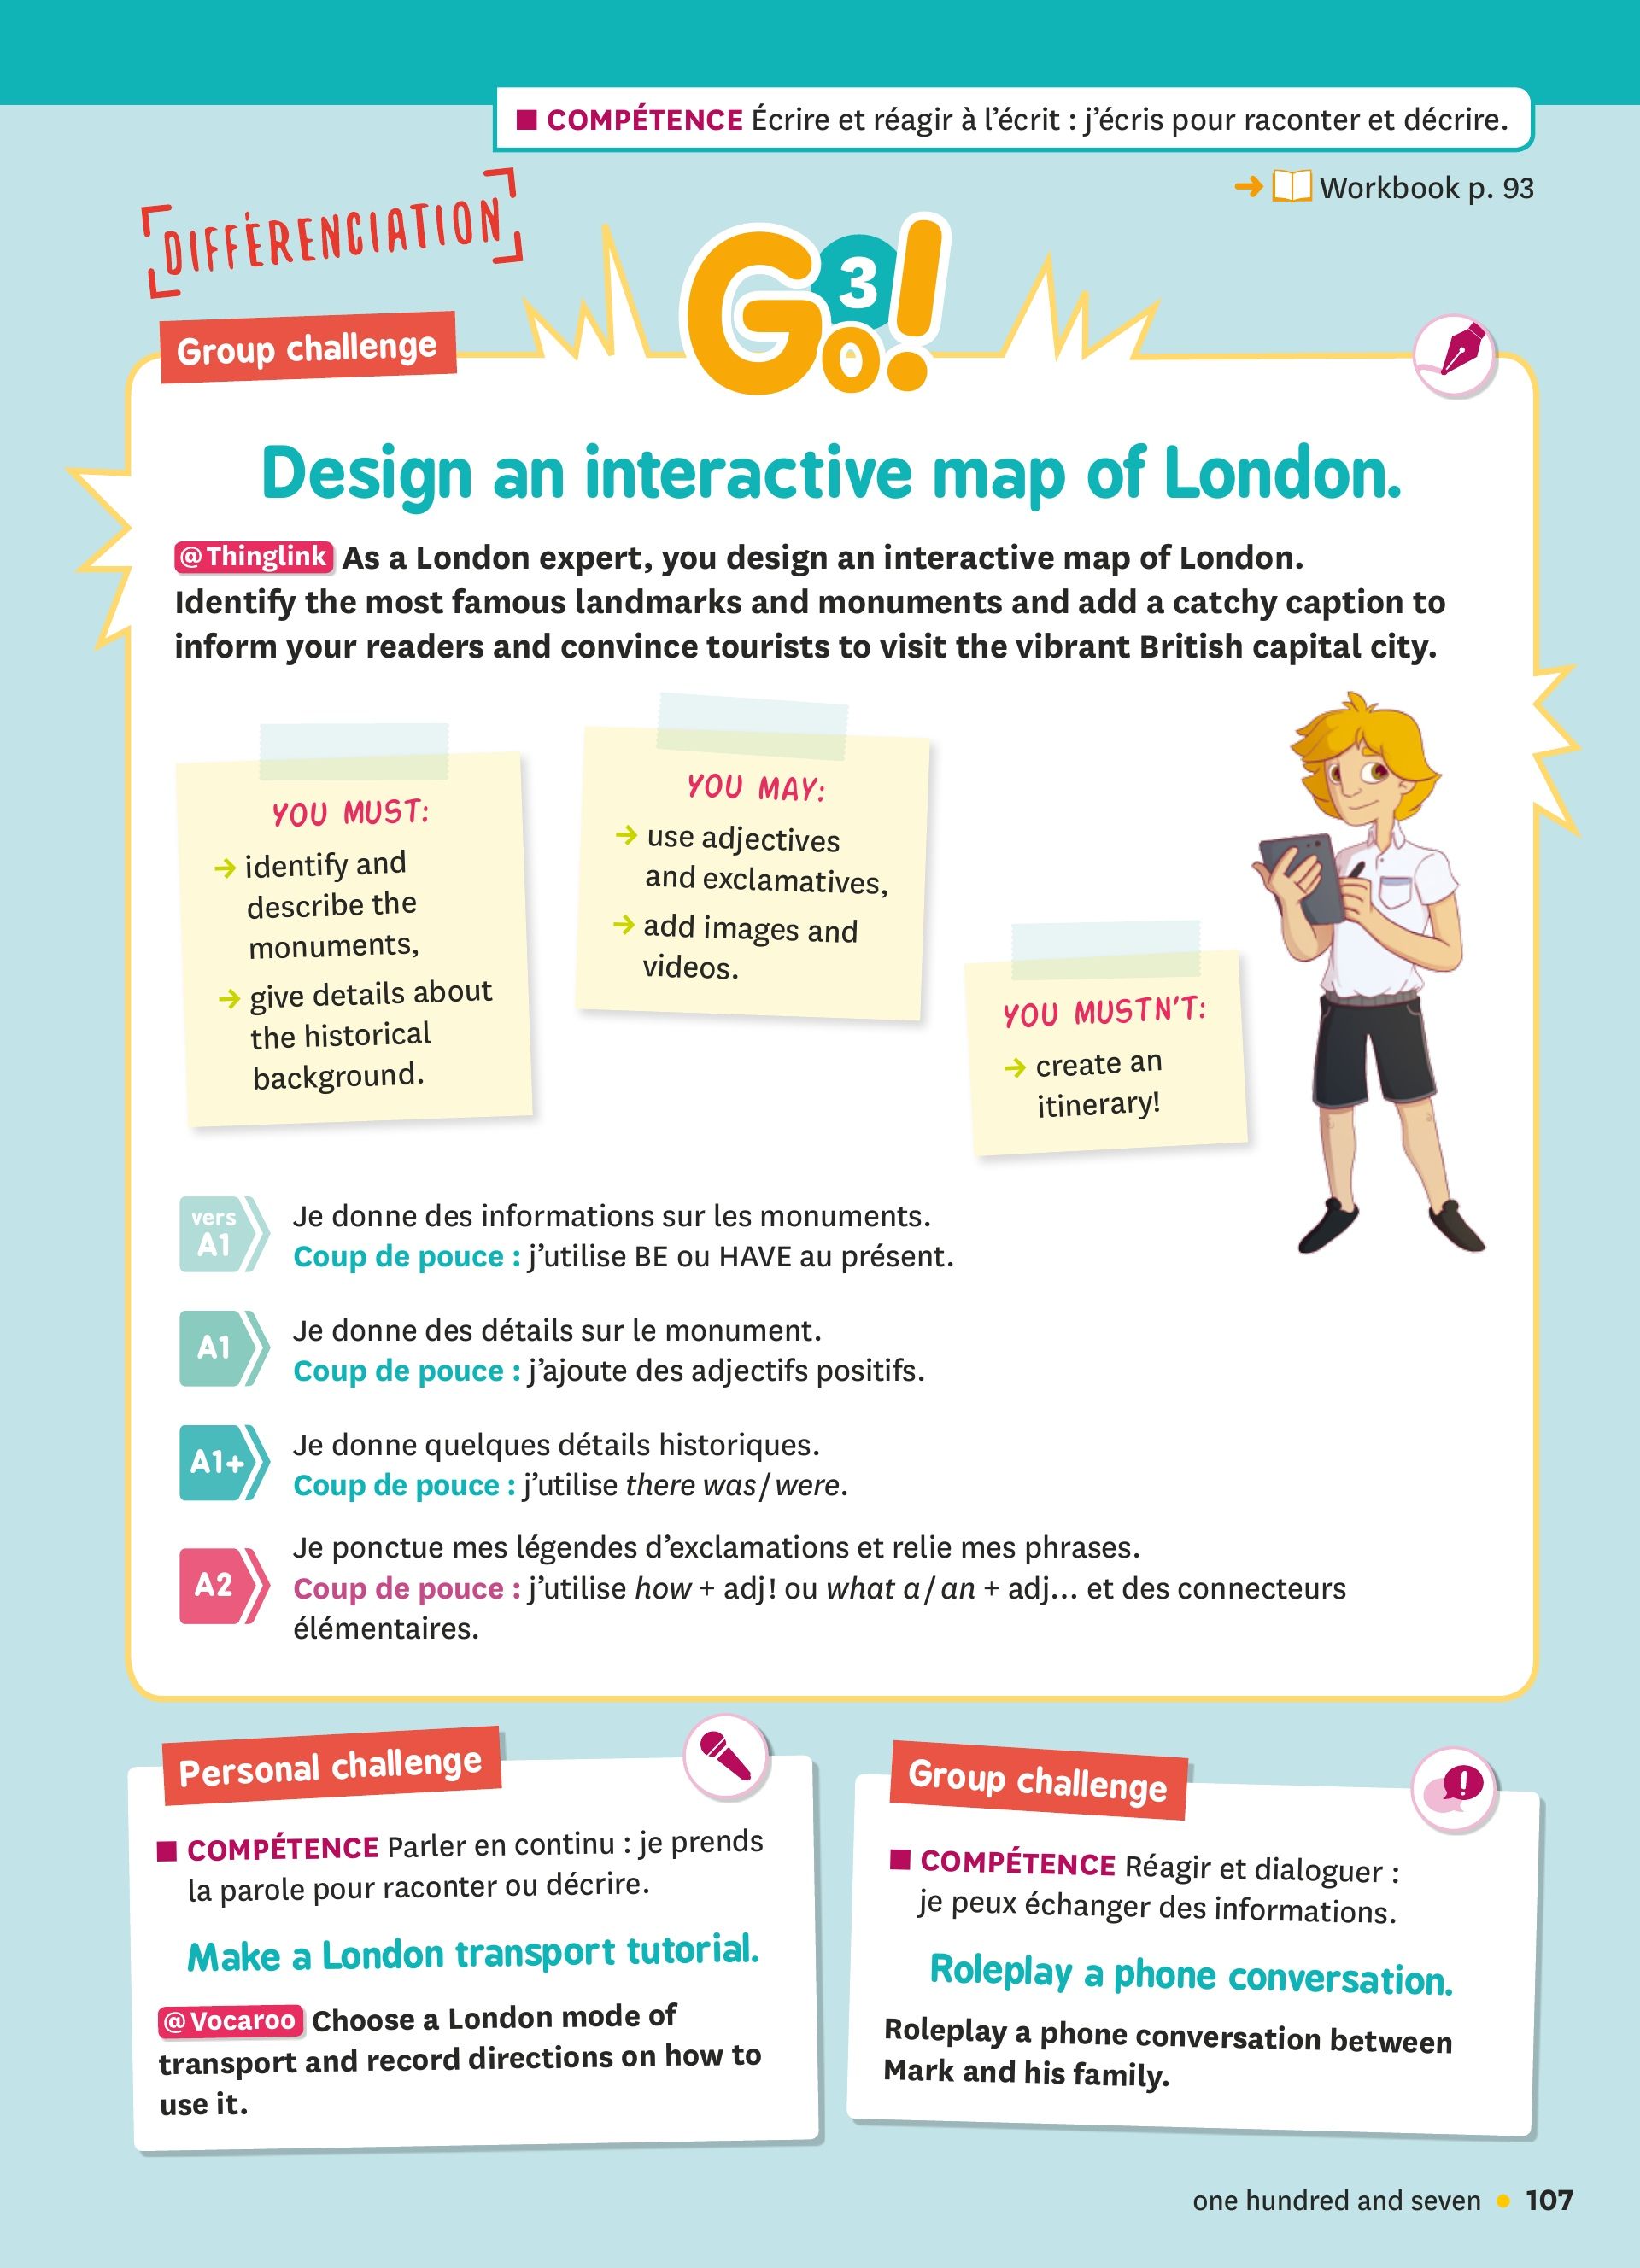 ■ COMPÉTENCE Écrire et réagir à l’écrit : j’écris pour raconter et décrire.
➜ Workbook p. 93
DIFFÉRENCIATION
Go! 3
Group challenge
Design an interactive map of London.
@Thinglink As a London expert, you design an interactive map of London.
Identify the most famous landmarks and monuments and add a catchy caption to
inform your readers and convince tourists to visit the vibrant British capital city.
YOU MUST:
→ identify and
describe the
monuments,
→ give details about
the historical
background.
YOU MAY:
→ use adjectives
and exclamatives,
→ add images and
videos.
YOU MUSTN’T:
→ create an
itinerary!
vers
A1
Je donne des informations sur les monuments.
Coup de pouce : j’utilise BE ou HAVE au présent.
A1
Je donne des détails sur le monument.
Coup de pouce : j’ajoute des adjectifs positifs.
A1+
Je donne quelques détails historiques.
Coup de pouce : j’utilise there was/were.
A2
Je ponctue mes légendes d’exclamations et relie mes phrases.
Coup de pouce : j’utilise how + adj! ou what a/an + adj… et des connecteurs
élémentaires.
Personal challenge
■ COMPÉTENCE Parler en continu : je prends
la parole pour raconter ou décrire.
Make a London transport tutorial.
@Vocaroo Choose a London mode of
transport and record directions on how to
use it.
Group challenge
■ COMPÉTENCE Réagir et dialoguer :
je peux échanger des informations.
Roleplay a phone conversation.
Roleplay a phone conversation between
Mark and his family.
one hundred and seven • 107